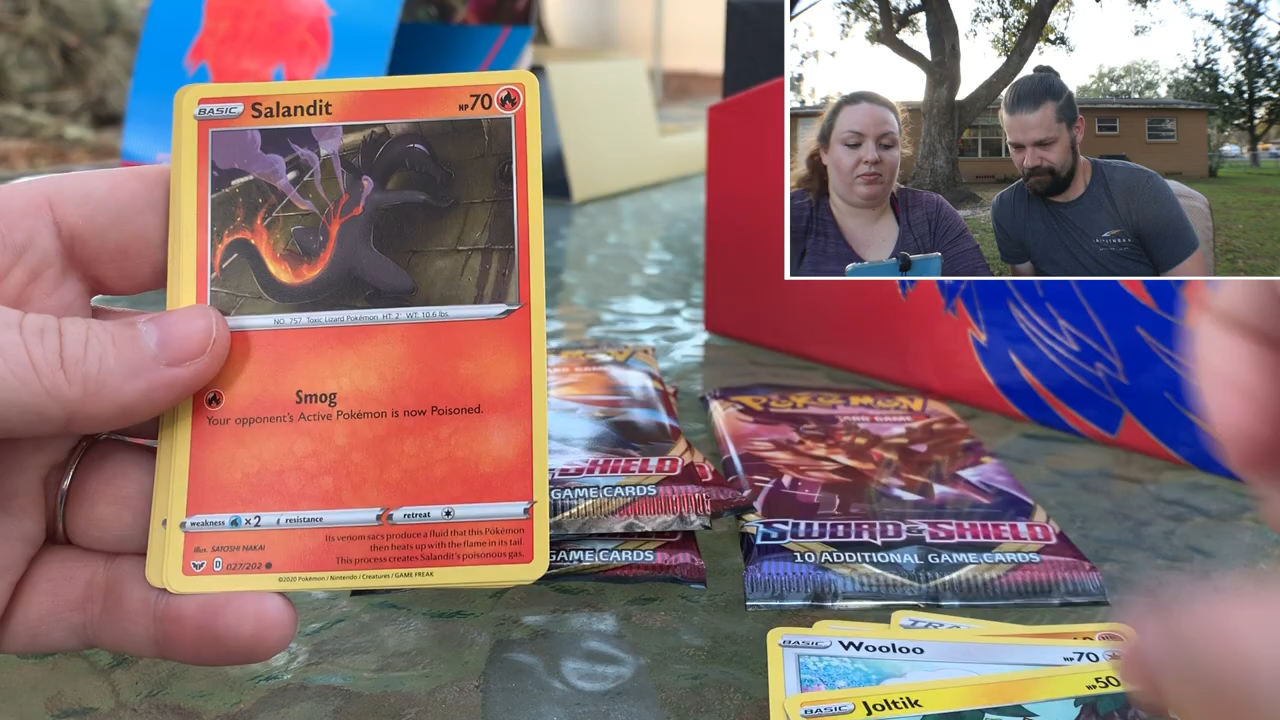 BASIC Salandit HP 70
NO. 757 Toxic Lizard Pokémon HT: 2' WT: 10.6 lbs.
Smog
Your opponent's Active Pokémon is now Poisoned.
weakness ×2 resistance retreat
Illus. SATOSHI NAKAI
Its venom sacs produce a fluid that this Pokémon
then heats up with the flame in its tail.
This process creates Salandit's poisonous gas.
D 027/202
©2020 Pokémon / Nintendo / Creatures / GAME FREAK
SHIELD
GAME CARDS
GAME CARDS
POKÉMON
CARD GAME
SWORD & SHIELD
10 ADDITIONAL GAME CARDS
TRA
BASIC Wooloo HP 70
BASIC Joltik HP 50